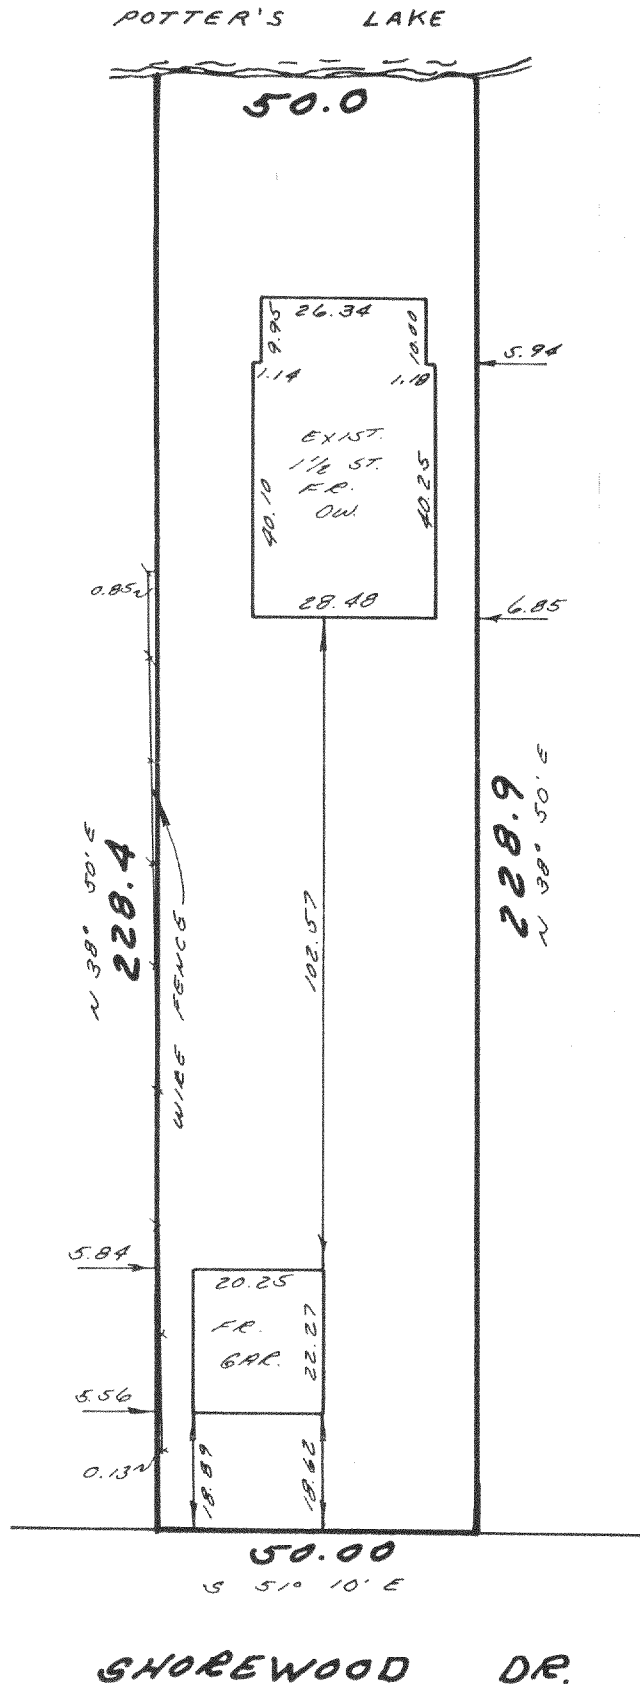 POTTER'S LAKE
50.0
26.34
9.95
10.00
5.94
1.14
1.18
EXIST.
1 1/2 ST.
FR.
DW.
40.10
40.25
0.85
28.48
6.85
N 38° 50' E
228.4
228.9
N 38° 50' E
102.57
WIRE FENCE
5.84
20.25
FR.
GAR.
22.27
5.56
0.13
18.89
18.62
50.00
S 51° 10' E
SHOREWOOD DR.